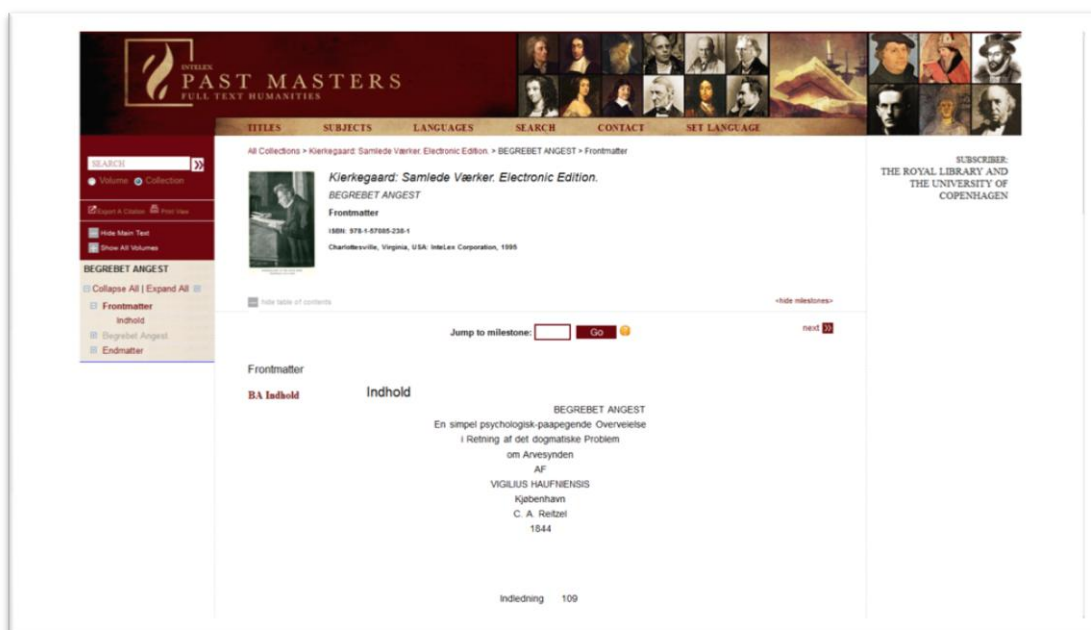 INTELEX
PAST MASTERS
FULL TEXT HUMANITIES
TITLES SUBJECTS LANGUAGES SEARCH CONTACT SET LANGUAGE
SEARCH
Volume Collection
Export A Citation Print View
Hide Main Text
Show All Volumes
BEGREBET ANGEST
Collapse All | Expand All
Frontmatter
Indhold
Begrebet Angest
Endmatter
All Collections > Kierkegaard: Samlede Værker. Electronic Edition. > BEGREBET ANGEST > Frontmatter
Kierkegaard: Samlede Værker. Electronic Edition.
BEGREBET ANGEST
Frontmatter
ISBN: 978-1-57085-238-1
Charlottesville, Virginia, USA: InteLex Corporation, 1995
hide table of contents
<hide milestones>
Jump to milestone: Go
next
Frontmatter
BA Indhold
Indhold
BEGREBET ANGEST
En simpel psychologisk-paapegende Overveielse
i Retning af det dogmatiske Problem
om Arvesynden
AF
VIGILIUS HAUFNIENSIS
Kjøbenhavn
C. A. Reitzel
1844
Indledning 109
SUBSCRIBER:
THE ROYAL LIBRARY AND
THE UNIVERSITY OF
COPENHAGEN